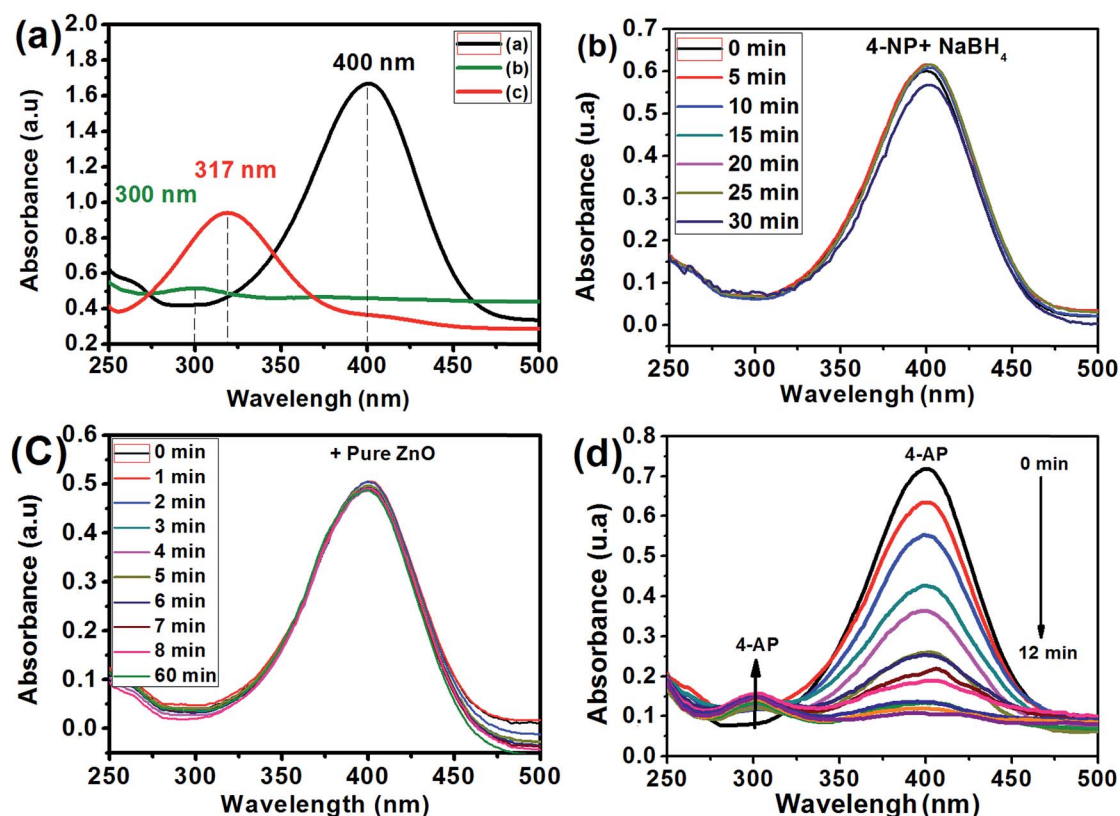 (a)
2.0
1.8
1.6
1.4
1.2
1.0
0.8
0.6
0.4
0.2
Absorbance (a.u)
400 nm
317 nm
300 nm
(a)
(b)
(c)
250 300 350 400 450 500
Wavelengh (nm)
(b)
0.7
0.6
0.5
0.4
0.3
0.2
0.1
0.0
Absorbance (u.a)
4-NP+ NaBH4
0 min
5 min
10 min
15 min
20 min
25 min
30 min
250 300 350 400 450 500
Wavelengh (nm)
(C)
0.6
0.5
0.4
0.3
0.2
0.1
0.0
Absorbance (a.u)
+ Pure ZnO
0 min
1 min
2 min
3 min
4 min
5 min
6 min
7 min
8 min
60 min
250 300 350 400 450 500
Wavelength (nm)
(d)
0.8
0.7
0.6
0.5
0.4
0.3
0.2
0.1
0.0
Absorbance (u.a)
4-AP
0 min
12 min
4-AP
250 300 350 400 450 500
Wavelengh (nm)